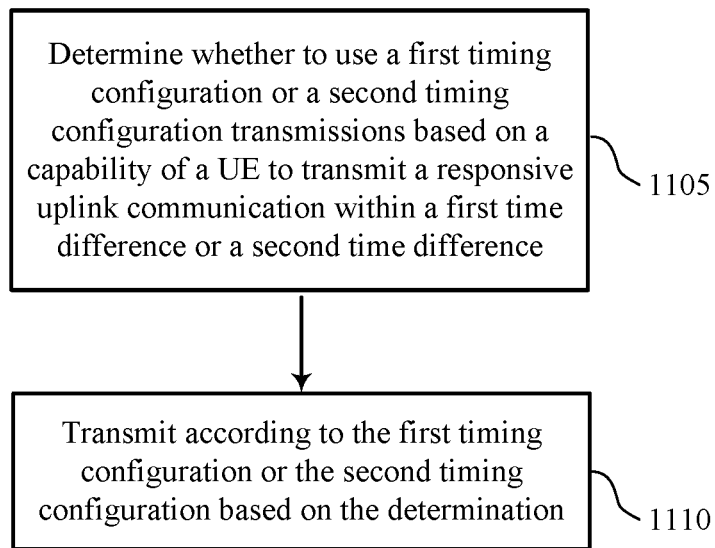 Determine whether to use a first timing
configuration or a second timing
configuration transmissions based on a
capability of a UE to transmit a responsive
uplink communication within a first time
difference or a second time difference
1105
Transmit according to the first timing
configuration or the second timing
configuration based on the determination
1110